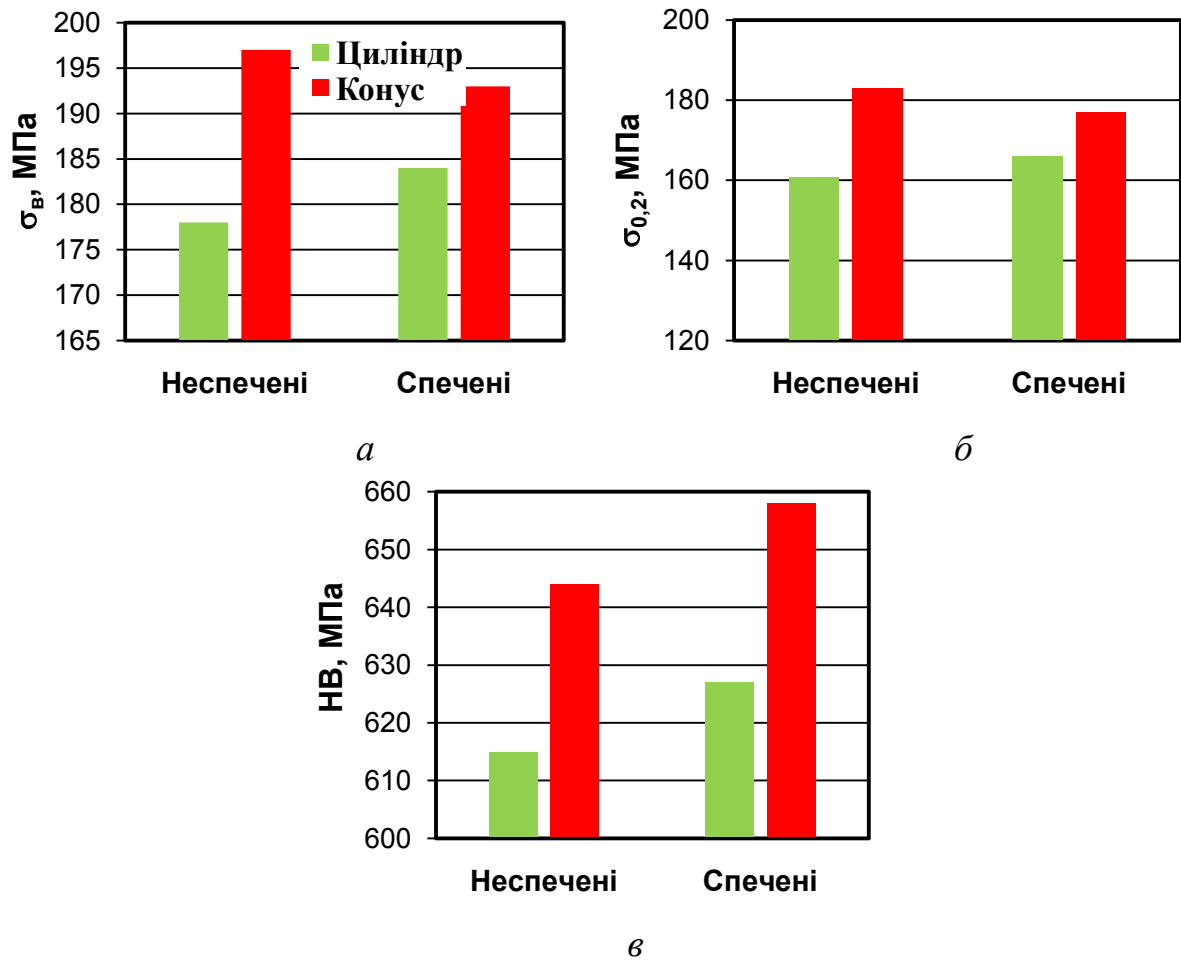 200
195
190
185
180
175
170
165
σв, МПа
Циліндр
Конус
Неспечені Спечені
а
200
180
160
140
120
σ0,2, МПа
Неспечені Спечені
б
660
650
640
630
620
610
600
НВ, МПа
Неспечені Спечені
в